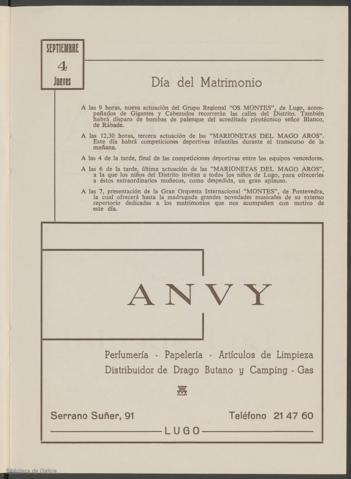 SEPTIEMBRE
4
Jueves
Día del Matrimonio
A las 9 horas, nueva actuación del Grupo Regional "OS MONTES", de Lugo, acom-
pañados de Gigantes y Cabezudos recorrerán las calles del Distrito. También
habrá disparo de bombas de palenque del acreditado pirotécnico señor Blanco,
de Rábade.
A las 12,30 horas, tercera actuación de las "MARIONETAS DEL MAGO AROS".
Este día habrá competiciones deportivas infantiles durante el transcurso de la
mañana.
A las 4 de la tarde, final de las competiciones deportivas entre los equipos vencedores.
A las 6 de la tarde, última actuación de las "MARIONETAS DEL MAGO AROS",
a la que los niños del Distrito invitan a todos los niños de Lugo, para ofrecerles
a éstos extraordinarios muñecos, como despedida, un gran aplauso.
A las 7, presentación de la Gran Orquesta Internacional "MONTES", de Pontevedra,
la cual ofrecerá hasta la madrugada grandes novedades musicales de su extenso
repertorio dedicadas a los matrimonios que nos acompañen con motivo de
este día.
ANVY
Perfumería - Papelería - Artículos de Limpieza
Distribuidor de Drago Butano y Camping - Gas
Serrano Suñer, 91 Teléfono 21 47 60
LUGO
Biblioteca de Galicia